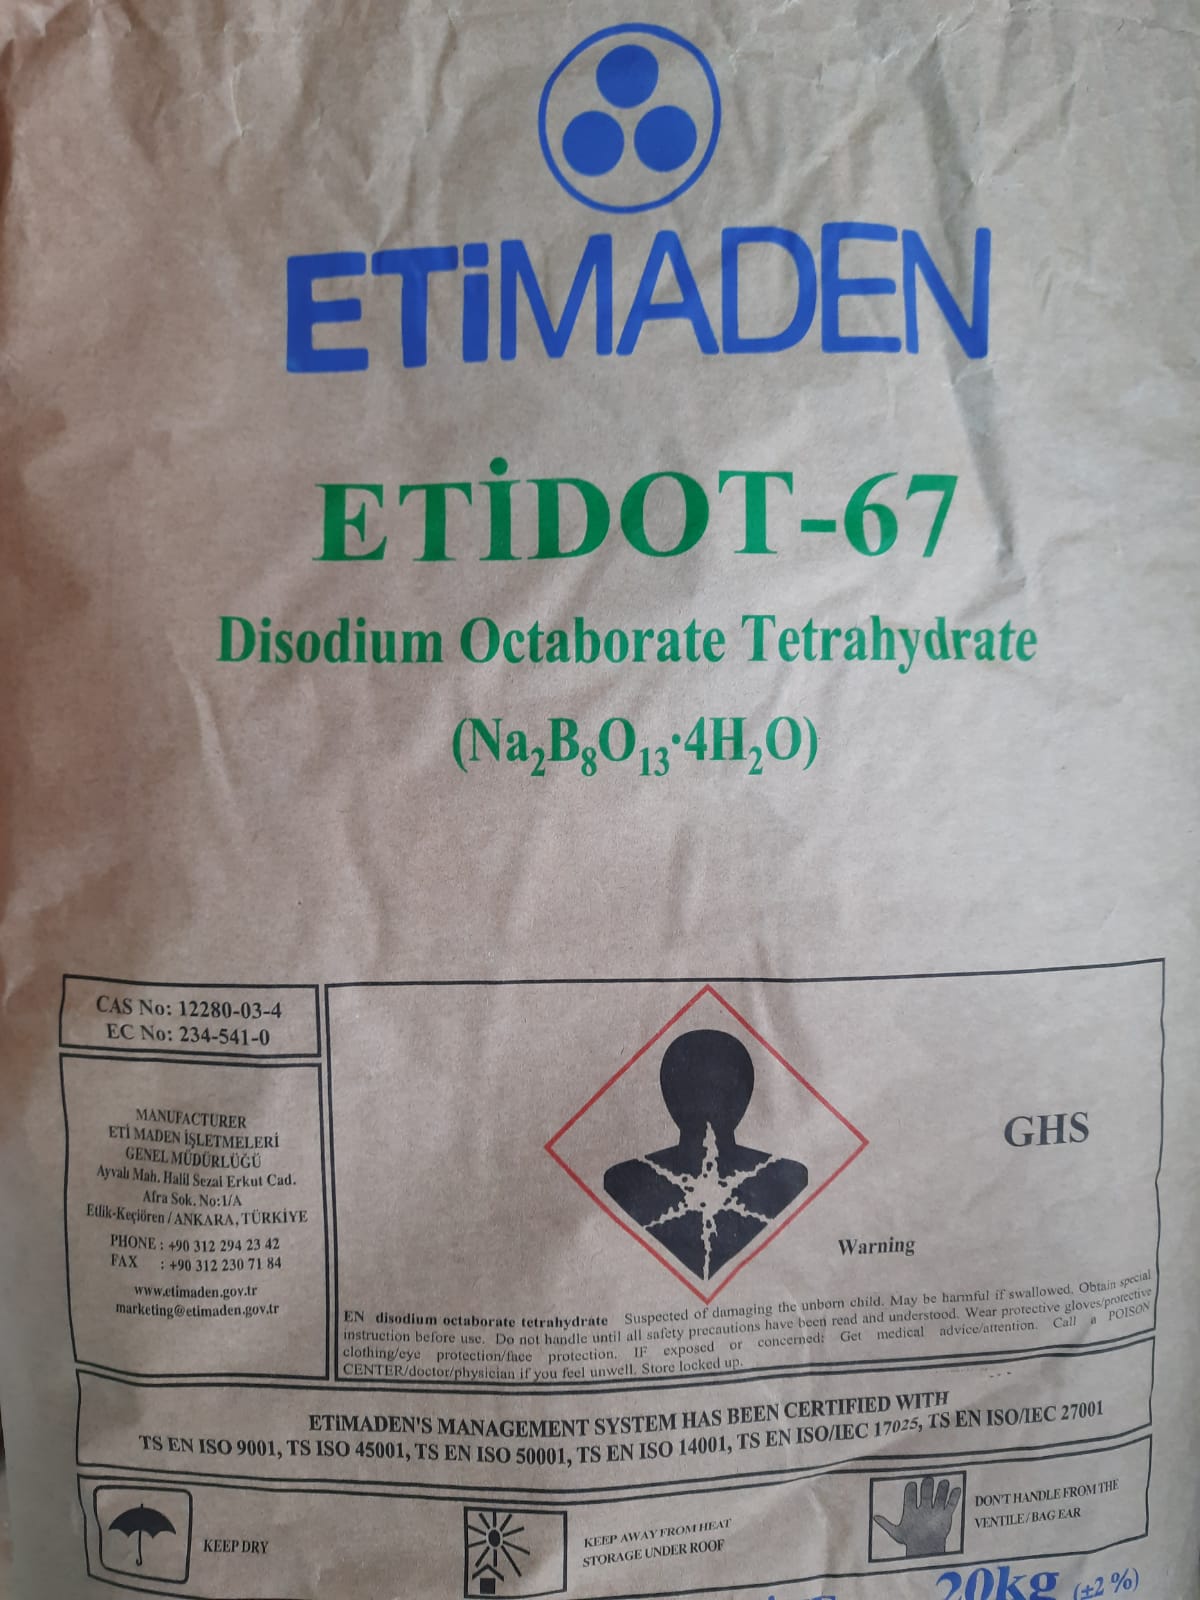 ETİMADEN
ETİDOT-67
Disodium Octaborate Tetrahydrate
(Na₂B₈O₁₃·4H₂O)
CAS No: 12280-03-4
EC No: 234-541-0
MANUFACTURER
ETİ MADEN İŞLETMELERİ
GENEL MÜDÜRLÜĞÜ
Ayvalı Mah. Halil Sezai Erkut Cad.
Afra Sok. No:1/A
Etlik-Keçiören / ANKARA, TÜRKİYE
PHONE : +90 312 294 23 42
FAX : +90 312 230 71 84
www.etimaden.gov.tr
marketing@etimaden.gov.tr
GHS
Warning
EN disodium octaborate tetrahydrate Suspected of damaging the unborn child. May be harmful if swallowed. Obtain special
instruction before use. Do not handle until all safety precautions have been read and understood. Wear protective gloves/protective
clothing/eye protection/face protection. IF exposed or concerned: Get medical advice/attention. Call a POISON
CENTER/doctor/physician if you feel unwell. Store locked up.
ETİMADEN'S MANAGEMENT SYSTEM HAS BEEN CERTIFIED WITH
TS EN ISO 9001, TS ISO 45001, TS EN ISO 50001, TS EN ISO 14001, TS EN ISO/IEC 17025, TS EN ISO/IEC 27001
KEEP DRY
KEEP AWAY FROM HEAT
STORAGE UNDER ROOF
DON'T HANDLE FROM THE
VENTILE / BAG EAR
20kg (±2 %)